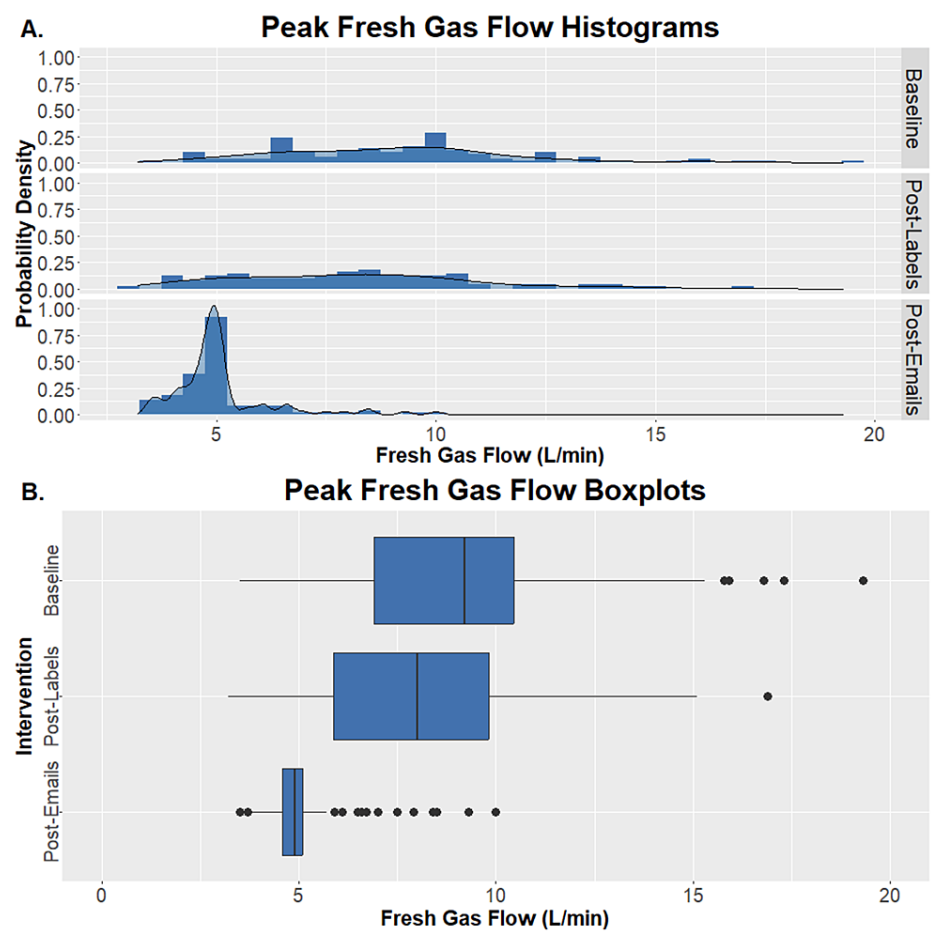 A.
Peak Fresh Gas Flow Histograms
Probability Density
1.00
0.75
0.50
0.25
0.00
Baseline
1.00
0.75
0.50
0.25
0.00
Post-Labels
1.00
0.75
0.50
0.25
0.00
Post-Emails
5 10 15 20
Fresh Gas Flow (L/min)
B.
Peak Fresh Gas Flow Boxplots
Intervention
Baseline
Post-Labels
Post-Emails
0 5 10 15 20
Fresh Gas Flow (L/min)